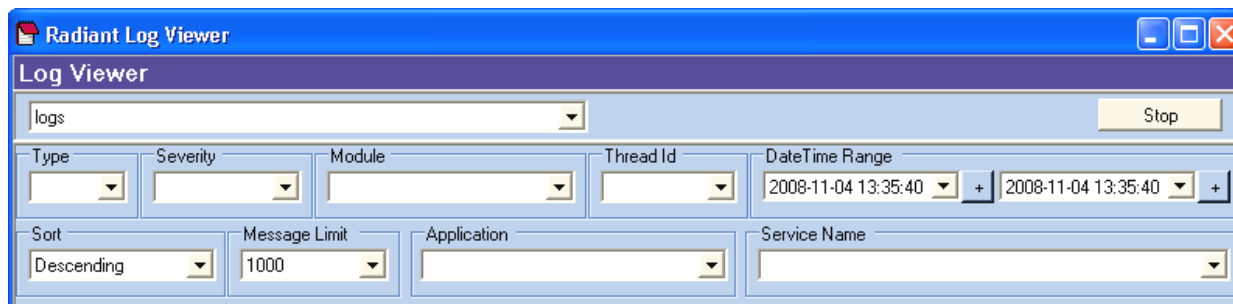 Radiant Log Viewer
Log Viewer
logs Stop
Type Severity Module Thread Id DateTime Range
2008-11-04 13:35:40 + 2008-11-04 13:35:40 +
Sort Message Limit Application Service Name
Descending 1000